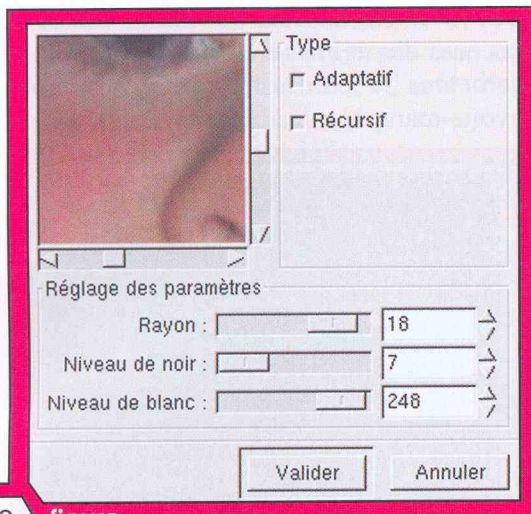 Type
Adaptatif
Récursif
Réglage des paramètres
Rayon : 18
Niveau de noir : 7
Niveau de blanc : 248
Valider Annuler